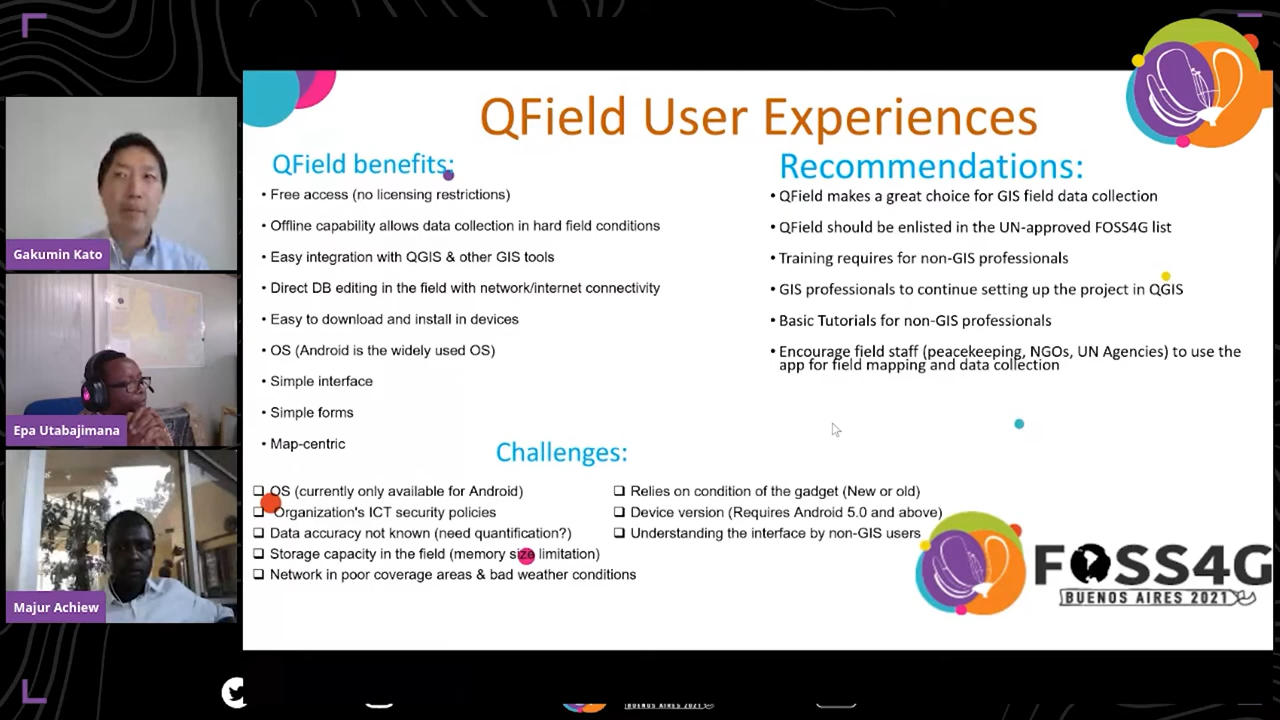 QField User Experiences
QField benefits:
• Free access (no licensing restrictions)
• Offline capability allows data collection in hard field conditions
• Easy integration with QGIS & other GIS tools
• Direct DB editing in the field with network/internet connectivity
• Easy to download and install in devices
• OS (Android is the widely used OS)
• Simple interface
• Simple forms
• Map-centric
Recommendations:
• QField makes a great choice for GIS field data collection
• QField should be enlisted in the UN-approved FOSS4G list
• Training requires for non-GIS professionals
• GIS professionals to continue setting up the project in QGIS
• Basic Tutorials for non-GIS professionals
• Encourage field staff (peacekeeping, NGOs, UN Agencies) to use the
app for field mapping and data collection
Challenges:
❑ OS (currently only available for Android)
❑ Organization's ICT security policies
❑ Data accuracy not known (need quantification?)
❑ Storage capacity in the field (memory size limitation)
❑ Network in poor coverage areas & bad weather conditions
❑ Relies on condition of the gadget (New or old)
❑ Device version (Requires Android 5.0 and above)
❑ Understanding the interface by non-GIS users
FOSS4G
BUENOS AIRES 2021
Gakumin Kato
Epa Utabajimana
Majur Achiew
BUENOS AIRES 2021